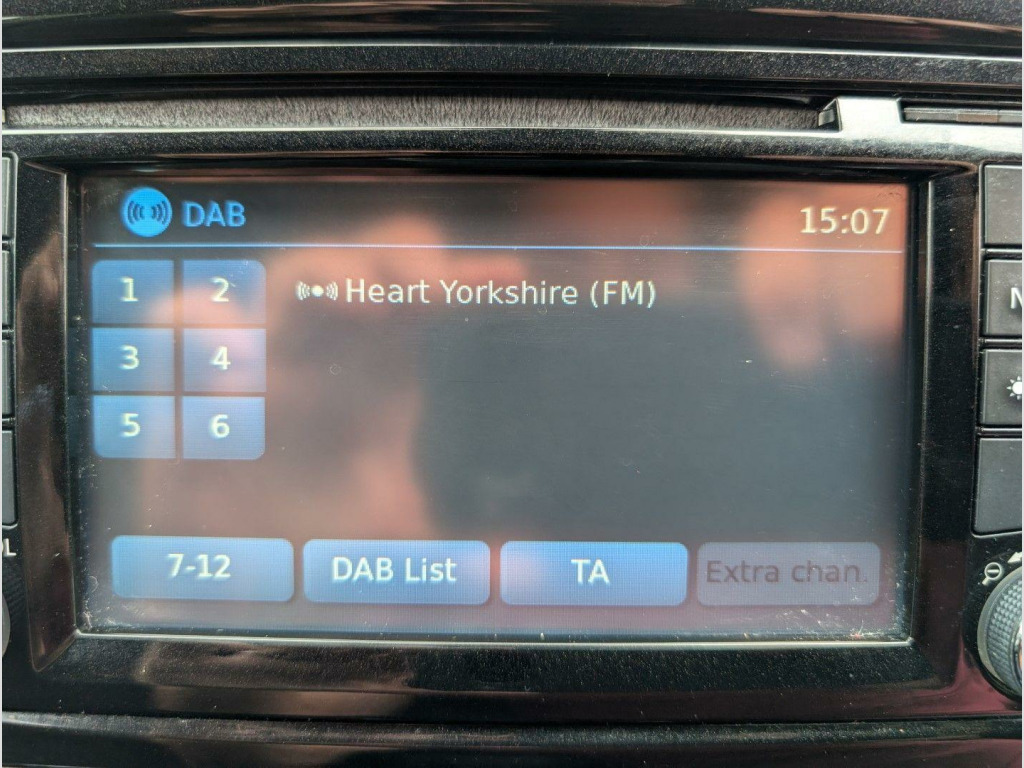 DAB
15:07
1 2
Heart Yorkshire (FM)
3 4
5 6
7-12 DAB List TA Extra chan.